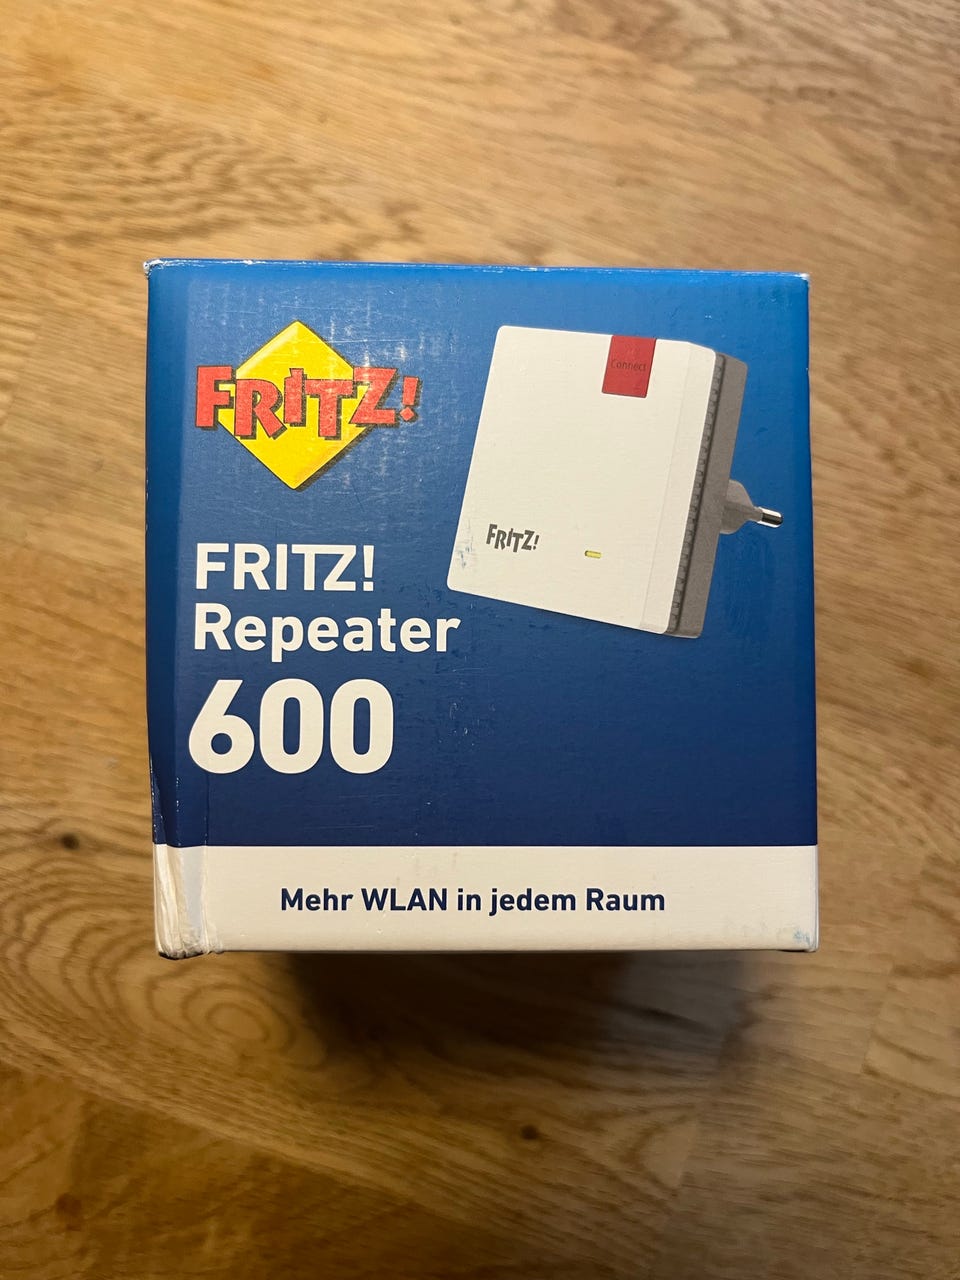 FRITZ!
Connect
FRITZ!
FRITZ!
Repeater
600
Mehr WLAN in jedem Raum